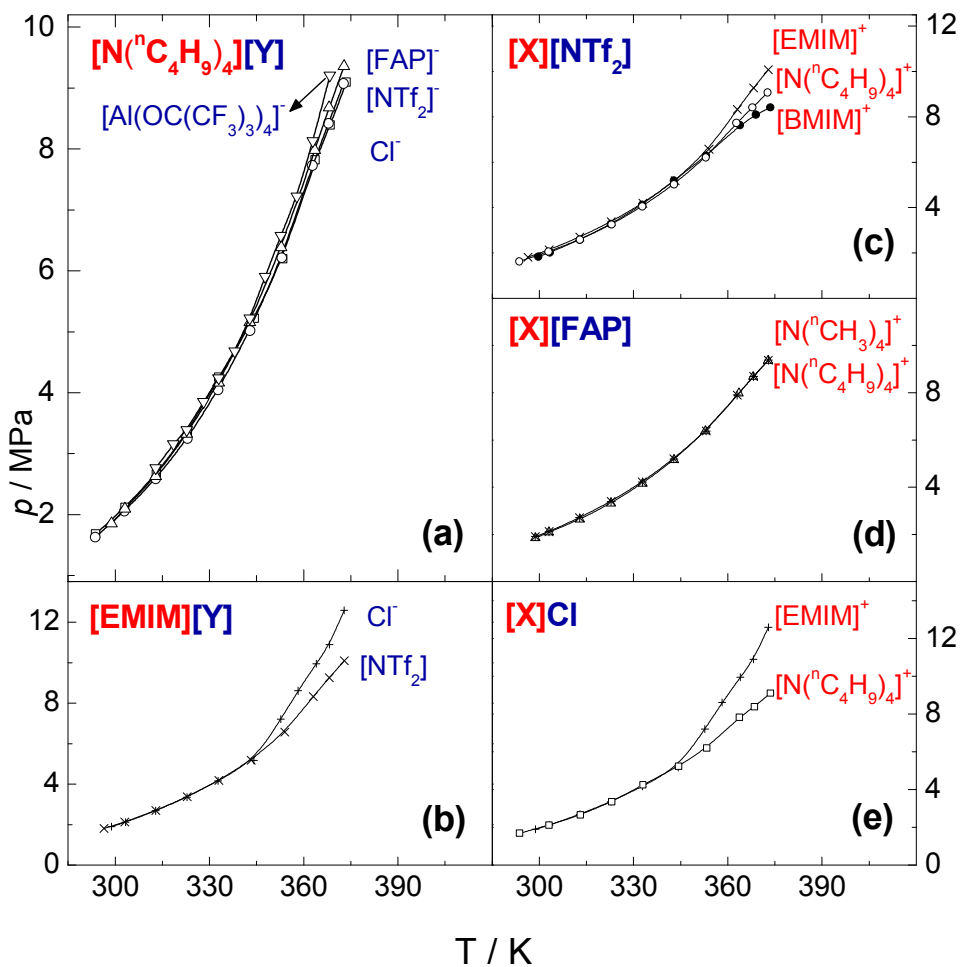 [N(ⁿC₄H₉)₄][Y]
[Al(OC(CF₃)₃)₄]⁻
[FAP]⁻
[NTf₂]⁻
Cl⁻
10
8
6
4
2
p / MPa
(a)
[X][NTf₂]
[EMIM]⁺
[N(ⁿC₄H₉)₄]⁺
[BMIM]⁺
12
8
4
(c)
[X][FAP]
[N(ⁿCH₃)₄]⁺
[N(ⁿC₄H₉)₄]⁺
8
4
(d)
[EMIM][Y]
Cl⁻
[NTf₂]
12
8
4
0
(b)
300 330 360 390
[X]Cl
[EMIM]⁺
[N(ⁿC₄H₉)₄]⁺
12
8
4
0
(e)
300 330 360 390
T / K